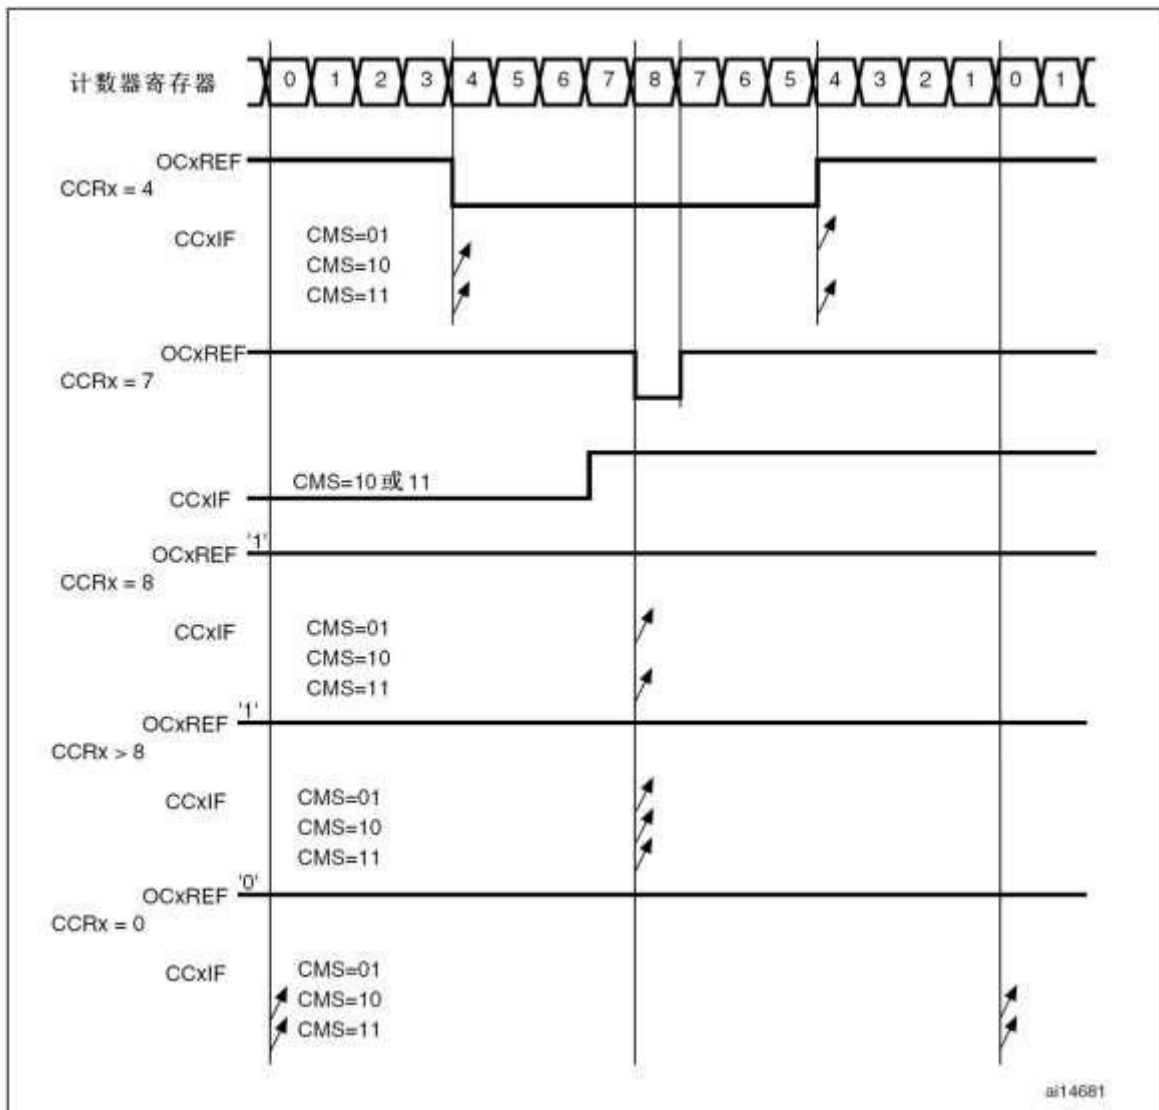 计数器寄存器 0 1 2 3 4 5 6 7 8 7 6 5 4 3 2 1 0 1
OCxREF
CCRx = 4
CCxIF CMS=01
CMS=10
CMS=11
OCxREF
CCRx = 7
CCxIF CMS=10 或 11
OCxREF '1'
CCRx = 8
CCxIF CMS=01
CMS=10
CMS=11
OCxREF '1'
CCRx > 8
CCxIF CMS=01
CMS=10
CMS=11
OCxREF '0'
CCRx = 0
CCxIF CMS=01
CMS=10
CMS=11
ai14681